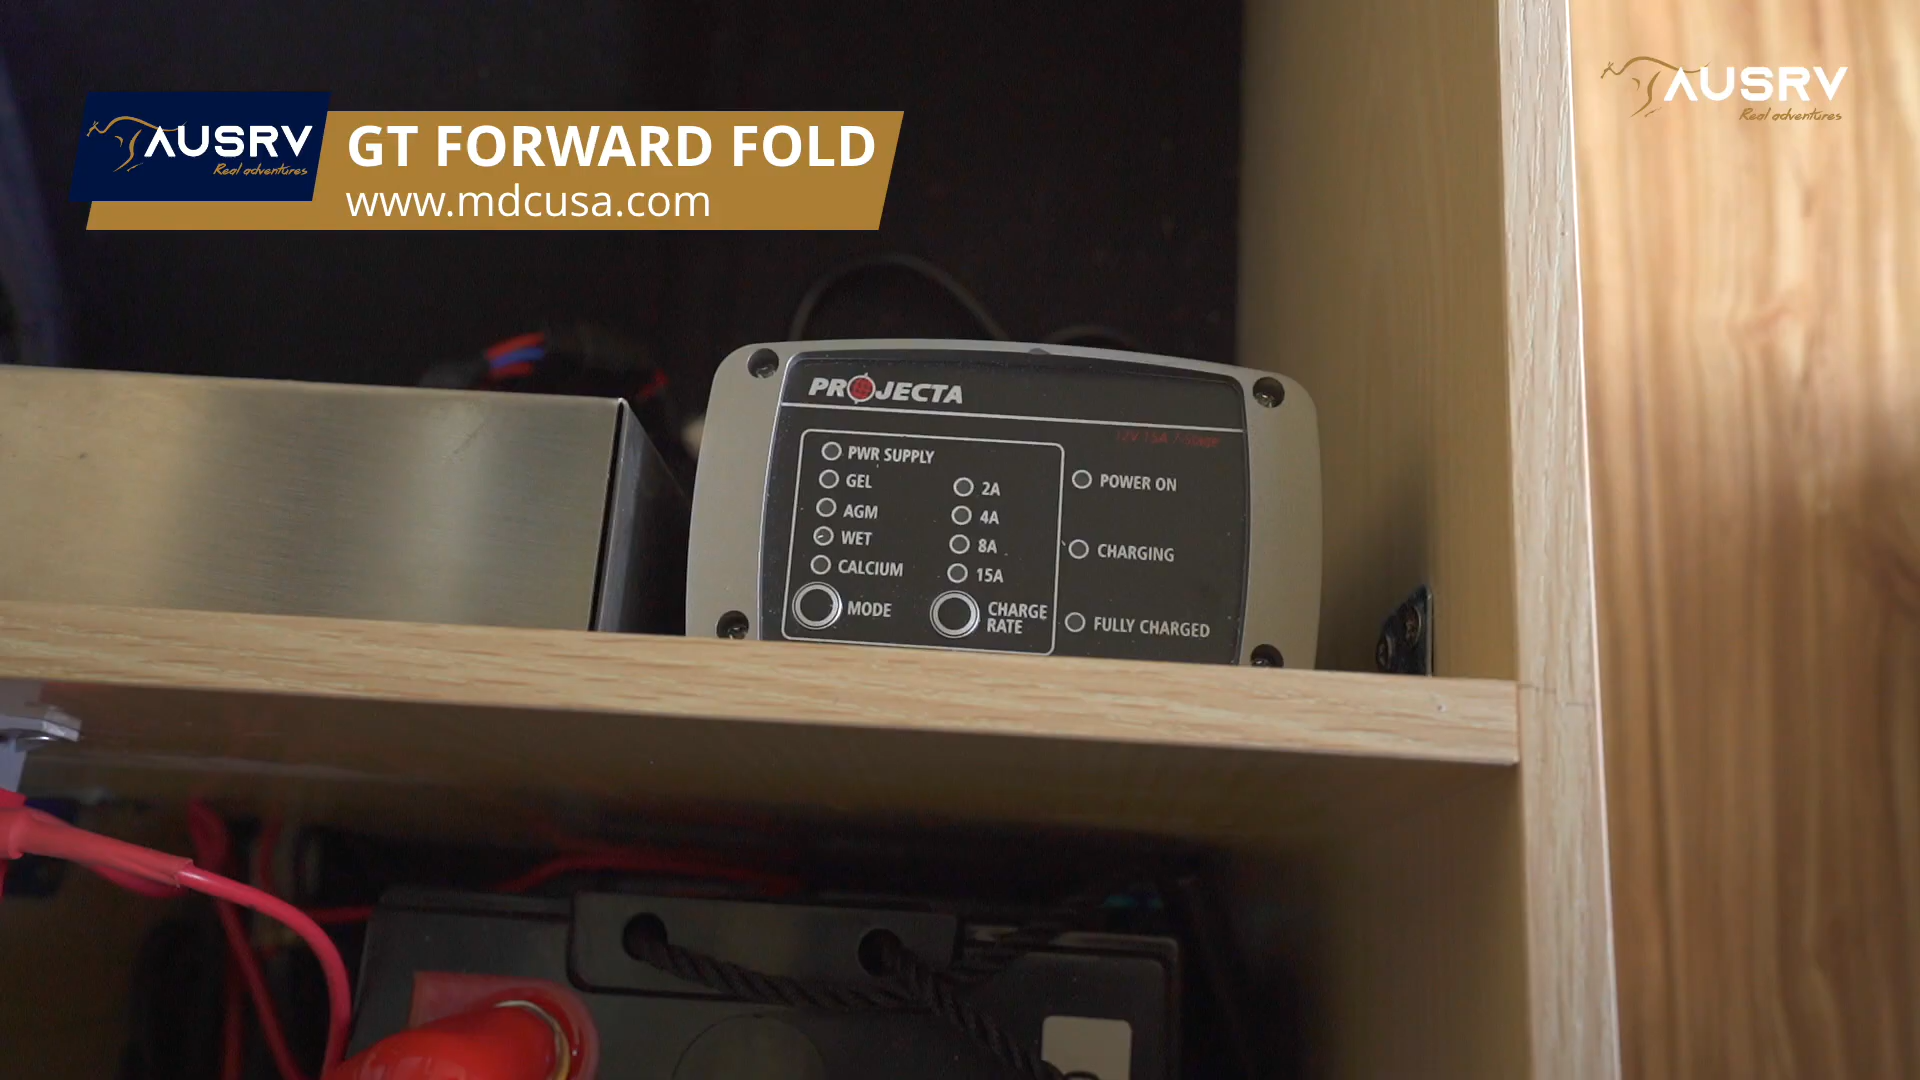 AUSRV
Real adventures
GT FORWARD FOLD
www.mdcusa.com
AUSRV
Real adventures
PROJECTA
PWR SUPPLY
GEL
AGM
WET
CALCIUM
MODE
2A
4A
8A
15A
CHARGE
RATE
POWER ON
CHARGING
FULLY CHARGED